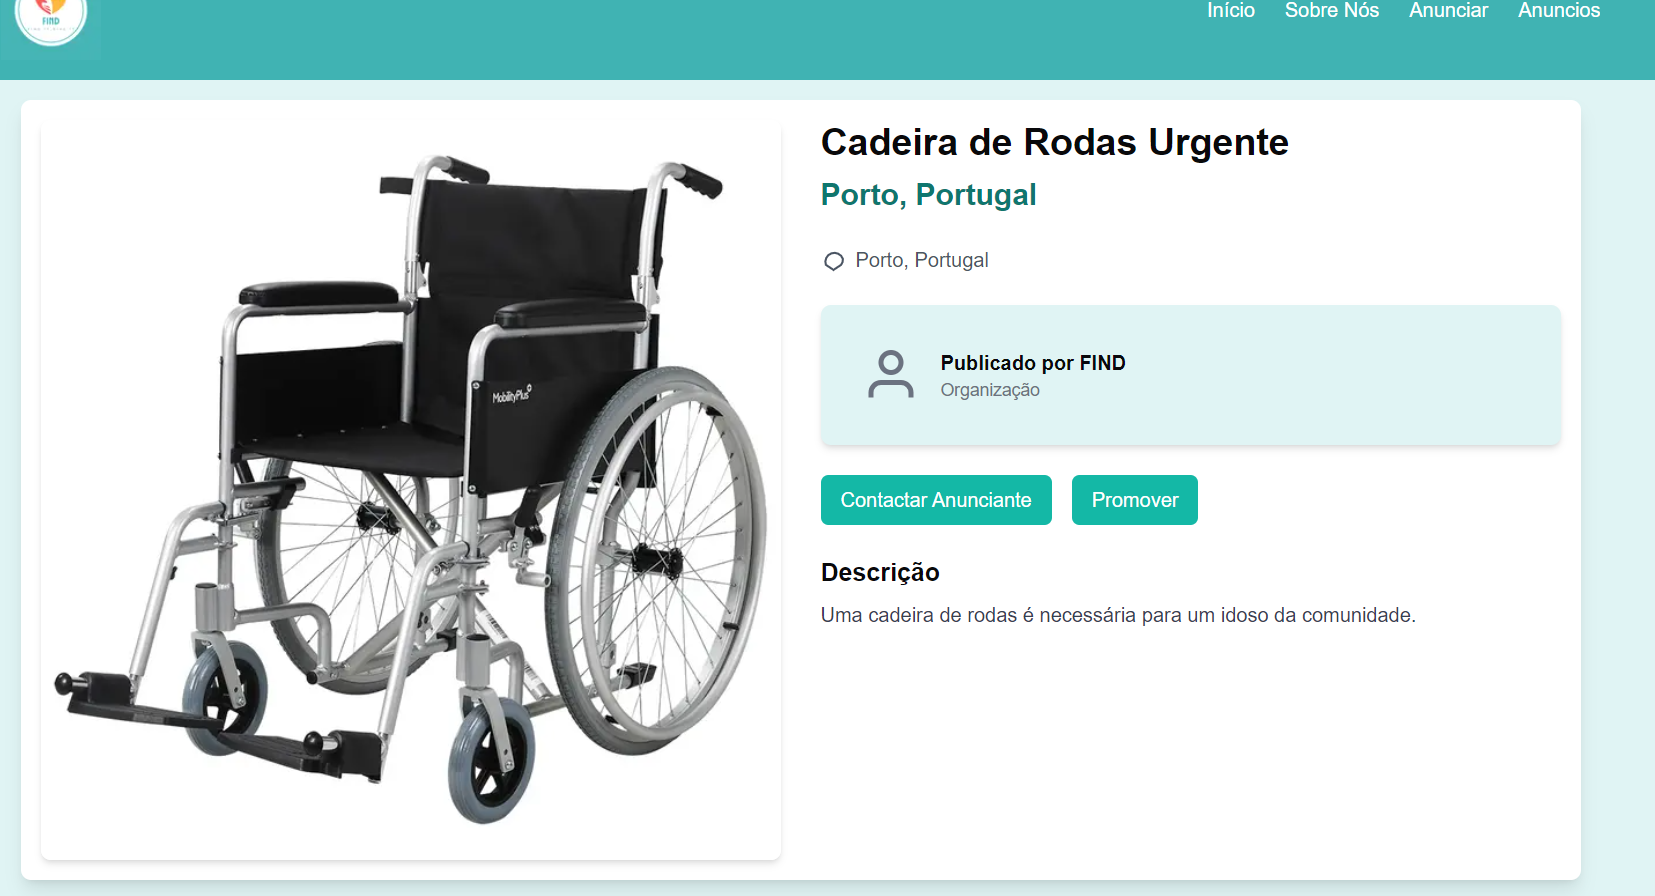 FIND
Início Sobre Nós Anunciar Anuncios
Cadeira de Rodas Urgente
Porto, Portugal
Porto, Portugal
Publicado por FIND
Organização
Contactar Anunciante Promover
Descrição
Uma cadeira de rodas é necessária para um idoso da comunidade.
MobilityPlus+